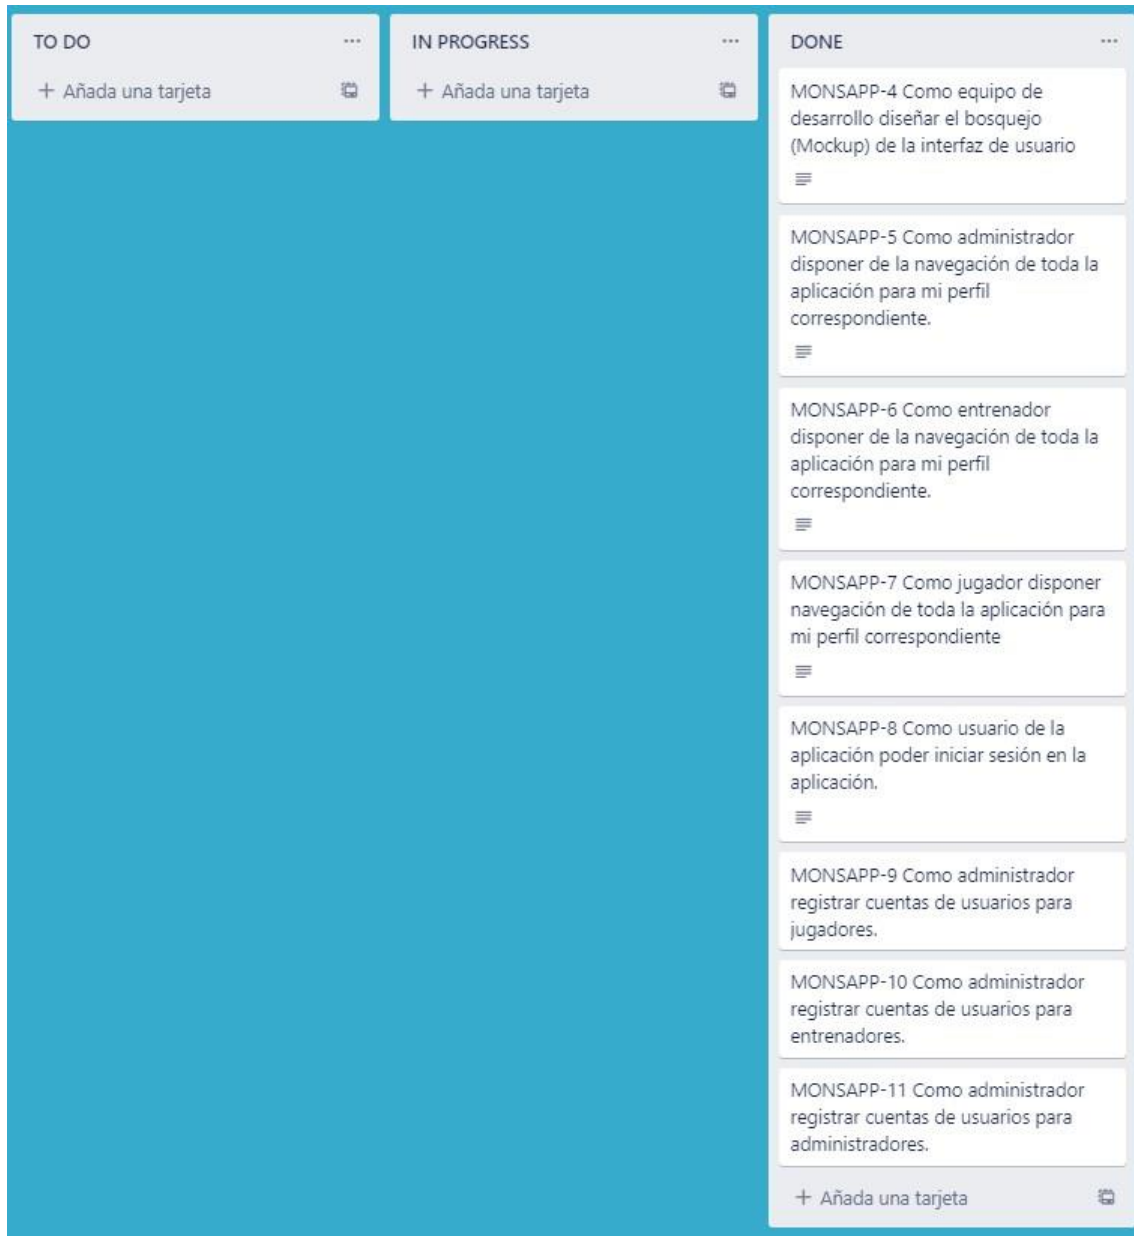 TO DO
+ Añada una tarjeta
IN PROGRESS
+ Añada una tarjeta
DONE
MONSAPP-4 Como equipo de
desarrollo diseñar el bosquejo
(Mockup) de la interfaz de usuario
MONSAPP-5 Como administrador
disponer de la navegación de toda la
aplicación para mi perfil
correspondiente.
MONSAPP-6 Como entrenador
disponer de la navegación de toda la
aplicación para mi perfil
correspondiente.
MONSAPP-7 Como jugador disponer
navegación de toda la aplicación para
mi perfil correspondiente
MONSAPP-8 Como usuario de la
aplicación poder iniciar sesión en la
aplicación.
MONSAPP-9 Como administrador
registrar cuentas de usuarios para
jugadores.
MONSAPP-10 Como administrador
registrar cuentas de usuarios para
entrenadores.
MONSAPP-11 Como administrador
registrar cuentas de usuarios para
administradores.
+ Añada una tarjeta